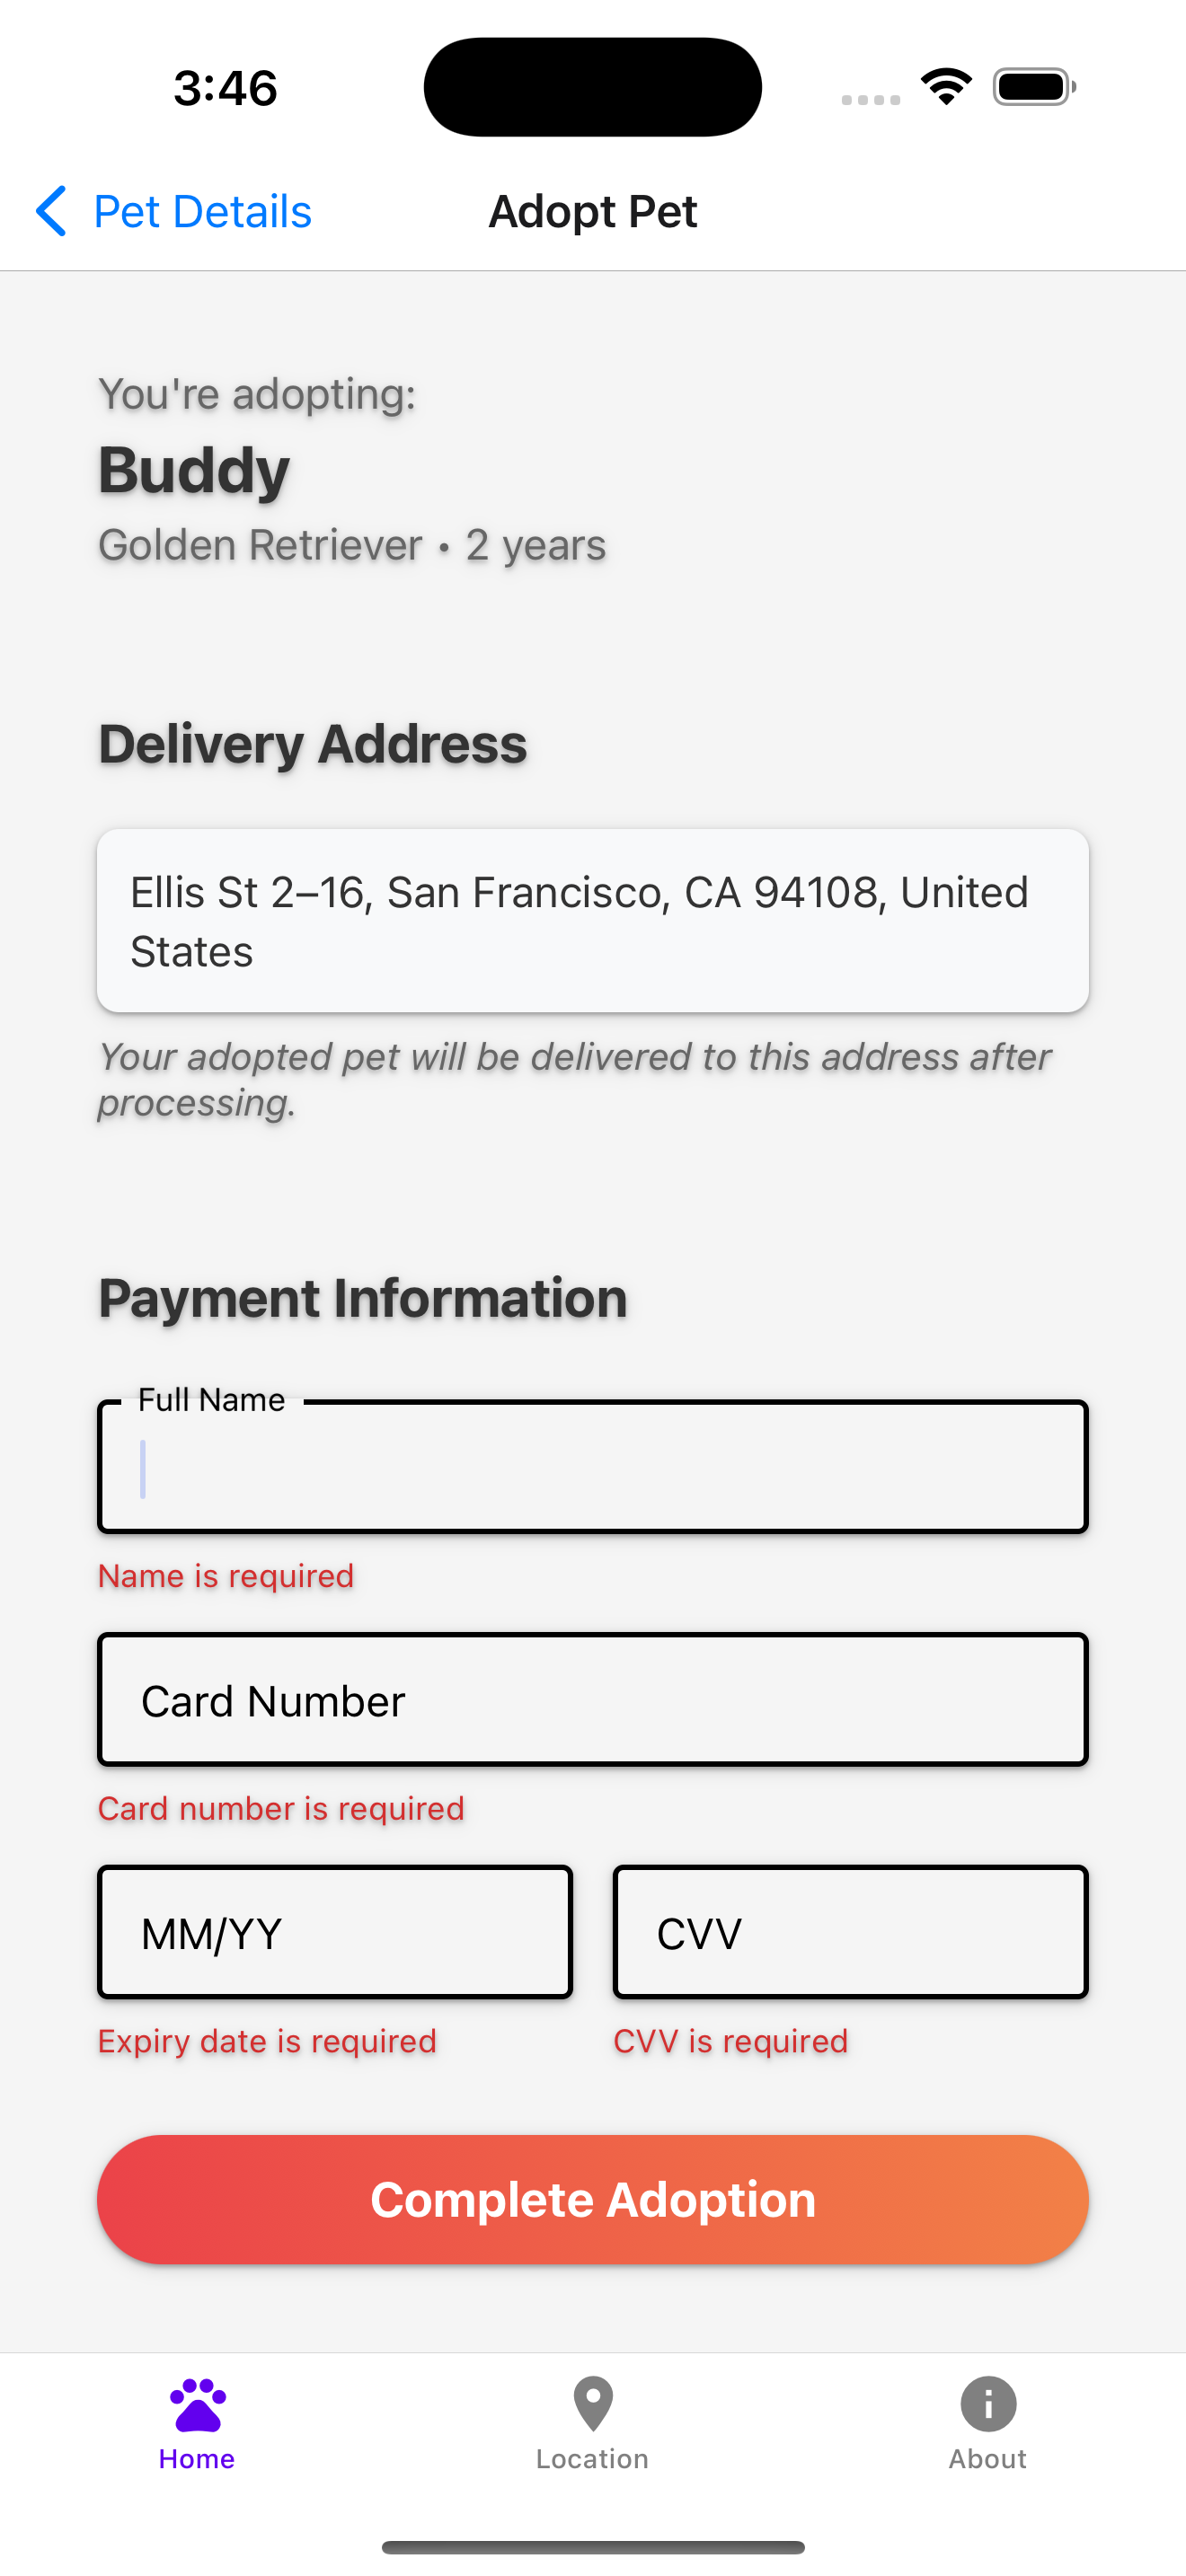 3:46
Pet Details
Adopt Pet
You're adopting:
Buddy
Golden Retriever • 2 years
Delivery Address
Ellis St 2–16, San Francisco, CA 94108, United
States
Your adopted pet will be delivered to this address after
processing.
Payment Information
Full Name
Name is required
Card Number
Card number is required
MM/YY
CVV
Expiry date is required
CVV is required
Complete Adoption
Home
Location
About